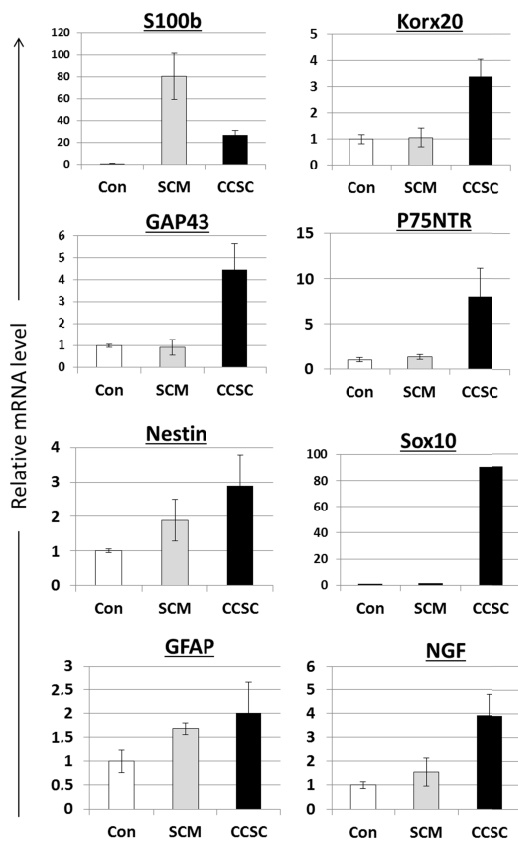 Relative mRNA level
S100b
120
100
80
60
40
20
0
Con SCM CCSC
Korx20
5
4
3
2
1
0
Con SCM CCSC
GAP43
6
5
4
3
2
1
0
Con SCM CCSC
P75NTR
15
10
5
0
Con SCM CCSC
Nestin
4
3
2
1
0
Con SCM CCSC
Sox10
100
80
60
40
20
0
Con SCM CCSC
GFAP
3
2.5
2
1.5
1
0.5
0
Con SCM CCSC
NGF
6
5
4
3
2
1
0
Con SCM CCSC